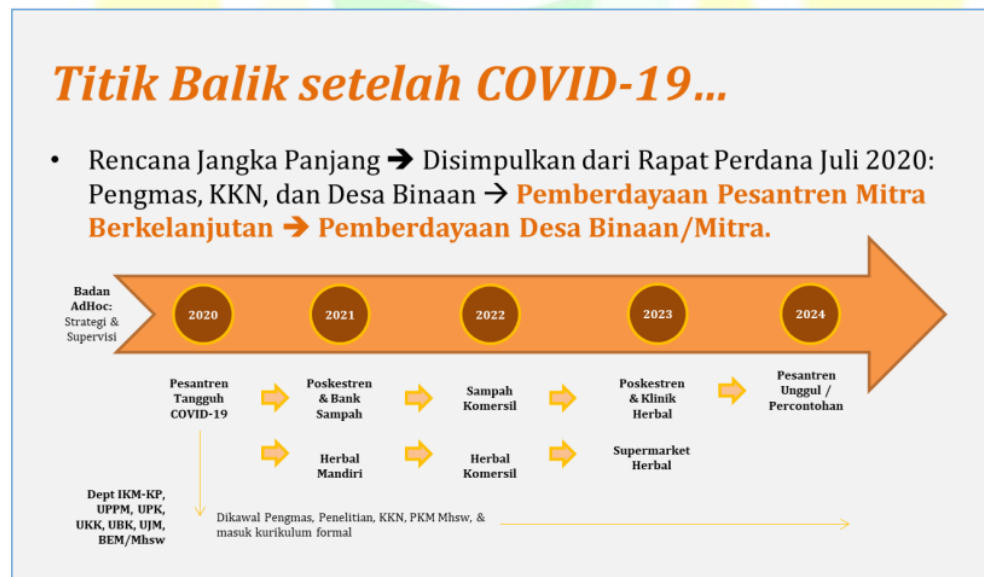 Titik Balik setelah COVID-19...
• Rencana Jangka Panjang ➔ Disimpulkan dari Rapat Perdana Juli 2020:
Pengmas, KKN, dan Desa Binaan → Pemberdayaan Pesantren Mitra
Berkelanjutan ➔ Pemberdayaan Desa Binaan/Mitra.
Badan
AdHoc:
Strategi &
Supervisi
2020
2021
2022
2023
2024
Pesantren
Tangguh
COVID-19
Poskestren
& Bank
Sampah
Sampah
Komersil
Poskestren
& Klinik
Herbal
Pesantren
Unggul /
Percontohan
Herbal
Mandiri
Herbal
Komersil
Supermarket
Herbal
Dept IKM-KP,
UPPM, UPK,
UKK, UBK, UJM,
BEM/Mhsw
Dikawal Pengmas, Penelitian, KKN, PKM Mhsw, &
masuk kurikulum formal